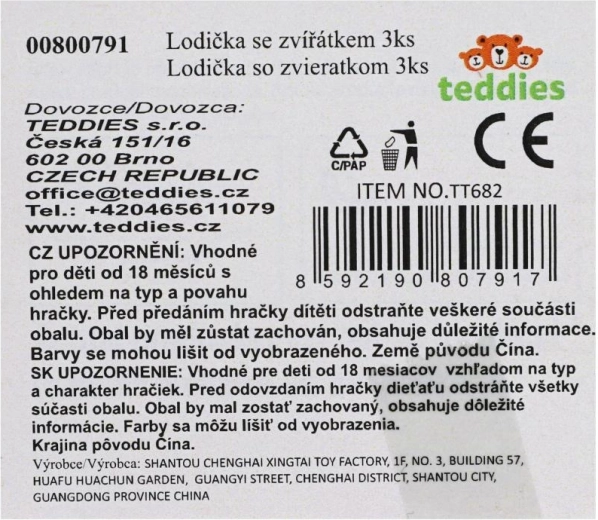 00800791
Lodička se zvířátkem 3ks
Lodička so zvieratkom 3ks
teddies
Dovozce/Dovozca:
TEDDIES s.r.o.
Česká 151/16
602 00 Brno
CZECH REPUBLIC
office@teddies.cz
Tel.: +420465611079
www.teddies.cz
C/PAP
CE
ITEM NO.TT682
8 592190 807917
CZ UPOZORNĚNÍ: Vhodné
pro děti od 18 měsíců s
ohledem na typ a povahu
hračky. Před předáním hračky dítěti odstraňte veškeré součásti
obalu. Obal by měl zůstat zachován, obsahuje důležité informace.
Barvy se mohou lišit od vyobrazeného. Země původu Čína.
SK UPOZORNENIE: Vhodné pre deti od 18 mesiacov vzhľadom na typ
a charakter hračiek. Pred odovzdaním hračky dieťaťu odstráňte všetky
súčasti obalu. Obal by mal zostať zachovaný, obsahuje dôležité
informácie. Farby sa môžu líšiť od vyobrazenia.
Krajina pôvodu Čína.
Výrobce/Výrobca: SHANTOU CHENGHAI XINGTAI TOY FACTORY, 1F, NO. 3, BUILDING 57,
HUAFU HUACHUN GARDEN, GUANGYI STREET, CHENGHAI DISTRICT, SHANTOU CITY,
GUANGDONG PROVINCE CHINA